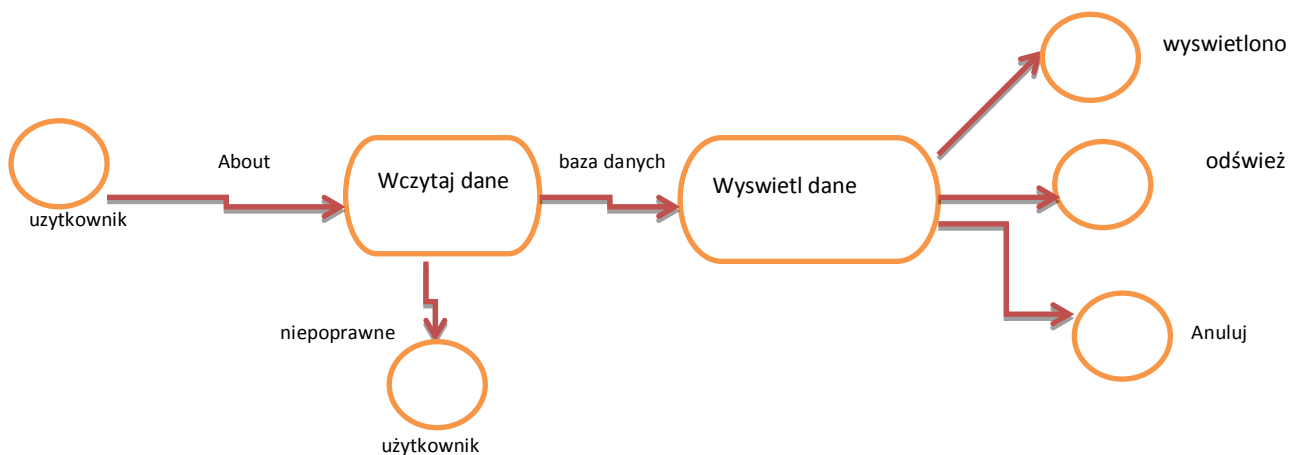 wyswietlono
About
Wczytaj dane
baza danych
Wyswietl dane
odśwież
uzytkownik
niepoprawne
Anuluj
użytkownik